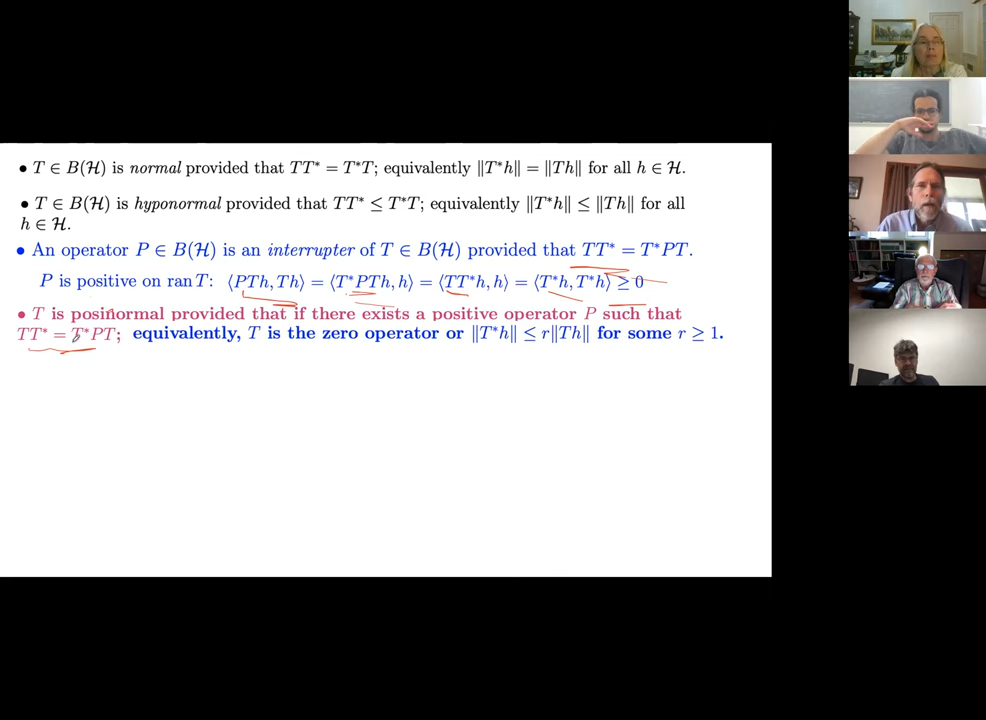 • T ∈ B(ℋ) is normal provided that TT* = T*T; equivalently ‖T*h‖ = ‖Th‖ for all h ∈ ℋ.
• T ∈ B(ℋ) is hyponormal provided that TT* ≤ T*T; equivalently ‖T*h‖ ≤ ‖Th‖ for all
h ∈ ℋ.
• An operator P ∈ B(ℋ) is an interrupter of T ∈ B(ℋ) provided that TT* = T*PT.
P is positive on ran T: ⟨PTh, Th⟩ = ⟨T*PTh, h⟩ = ⟨TT*h, h⟩ = ⟨T*h, T*h⟩ ≥ 0
• T is posinormal provided that if there exists a positive operator P such that
TT* = T*PT; equivalently, T is the zero operator or ‖T*h‖ ≤ r‖Th‖ for some r ≥ 1.